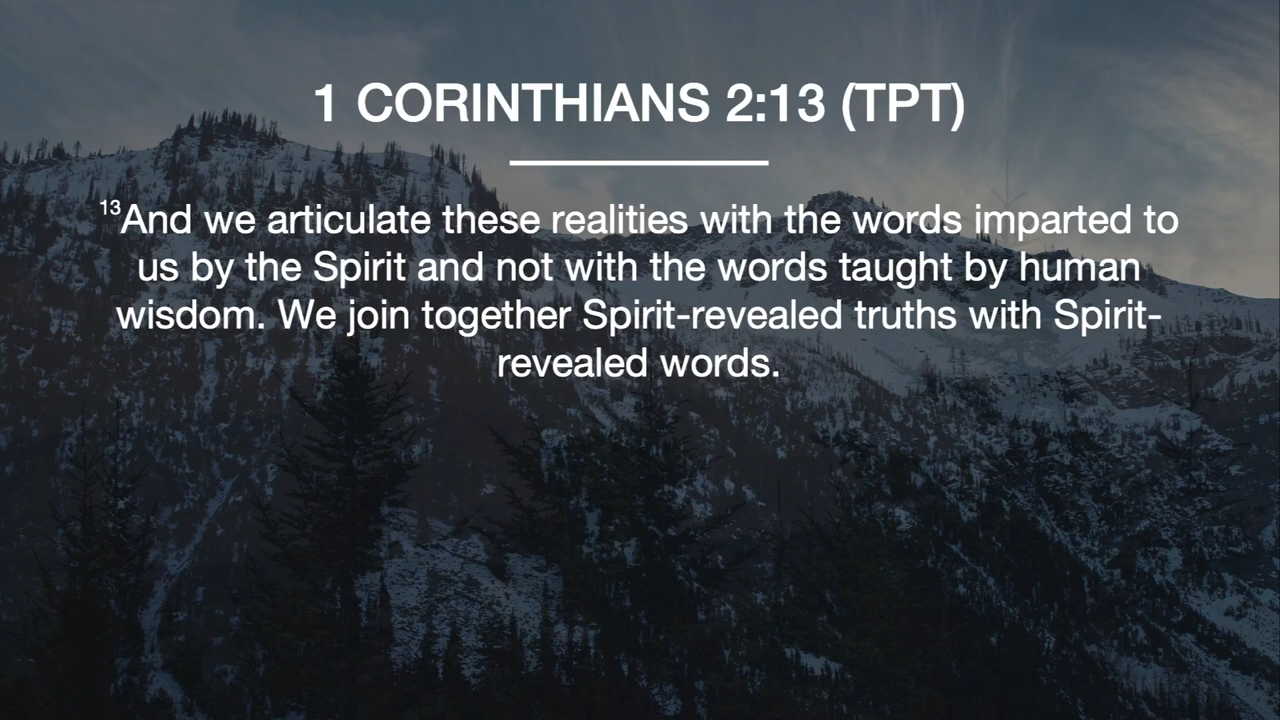 1 CORINTHIANS 2:13 (TPT)
13And we articulate these realities with the words imparted to
us by the Spirit and not with the words taught by human
wisdom. We join together Spirit-revealed truths with Spirit-
revealed words.